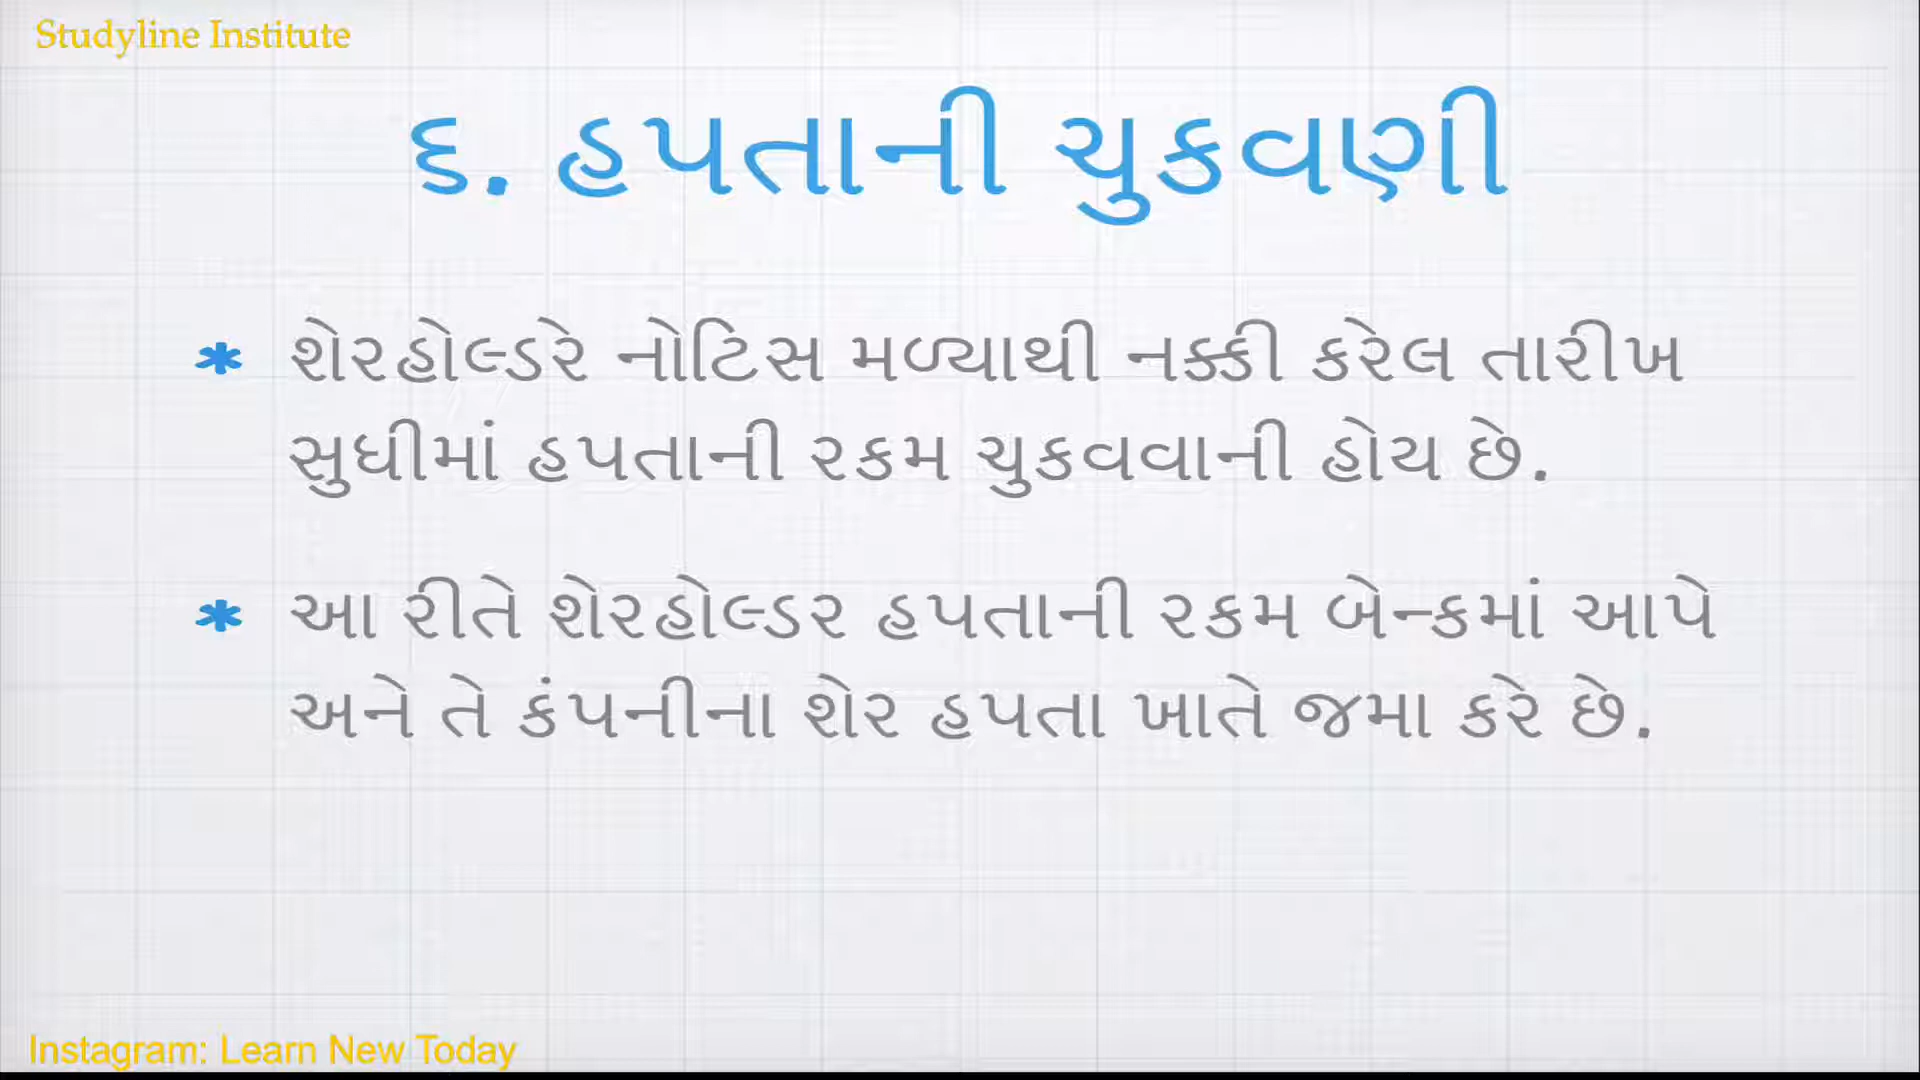 Studyline Institute
૬. હપતાની ચુકવણી
* શેરહોલ્ડરે નોટિસ મળ્યાથી નક્કી કરેલ તારીખ
સુધીમાં હપતાની રકમ ચુકવવાની હોય છે.
* આ રીતે શેરહોલ્ડર હપતાની રકમ બેન્કમાં આપે
અને તે કંપનીના શેર હપતા ખાતે જમા કરે છે.
Instagram: Learn New Today